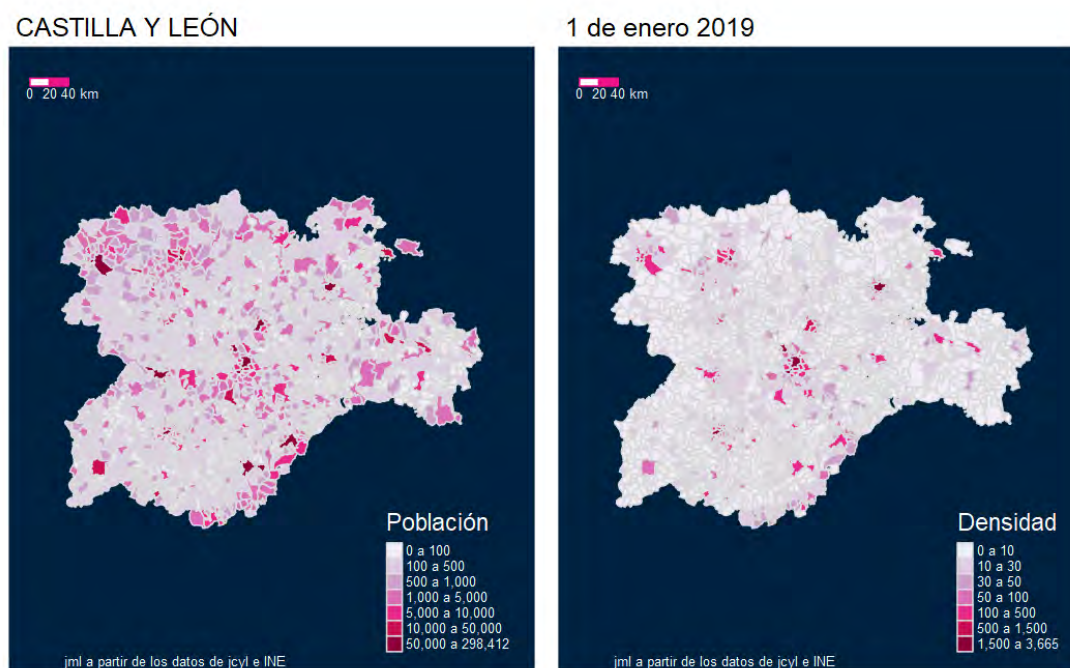 CASTILLA Y LEÓN
1 de enero 2019
0 20 40 km
0 20 40 km
Población
0 a 100
100 a 500
500 a 1,000
1,000 a 5,000
5,000 a 10,000
10,000 a 50,000
50,000 a 298,412
jml a partir de los datos de jcyl e INE
Densidad
0 a 10
10 a 30
30 a 50
50 a 100
100 a 500
500 a 1,500
1,500 a 3,665
jml a partir de los datos de jcyl e INE